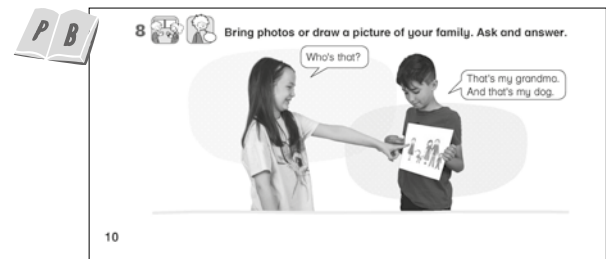 P B
8 Bring photos or draw a picture of your family. Ask and answer.
Who's that?
That's my grandma.
And that's my dog.
10